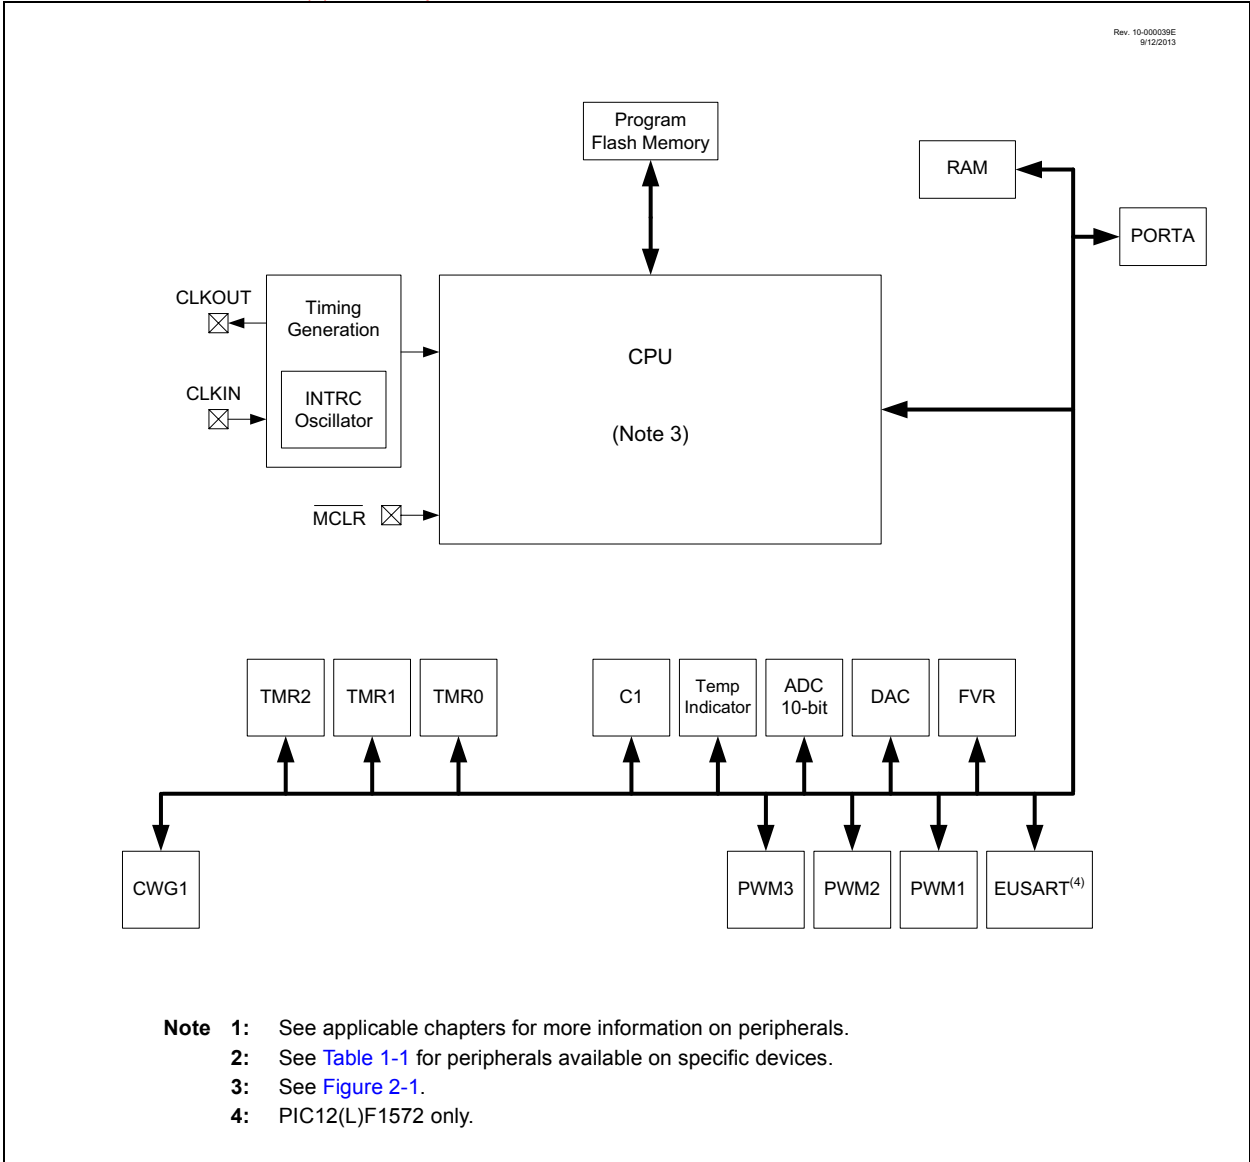 Rev. 10-000039E
9/12/2013
Program
Flash Memory
RAM
PORTA
CLKOUT
Timing
Generation
CPU
CLKIN
INTRC
Oscillator
(Note 3)
MCLR
TMR2
TMR1
TMR0
C1
Temp
Indicator
ADC
10-bit
DAC
FVR
CWG1
PWM3
PWM2
PWM1
EUSART(4)
Note 1: See applicable chapters for more information on peripherals.
2: See Table 1-1 for peripherals available on specific devices.
3: See Figure 2-1.
4: PIC12(L)F1572 only.